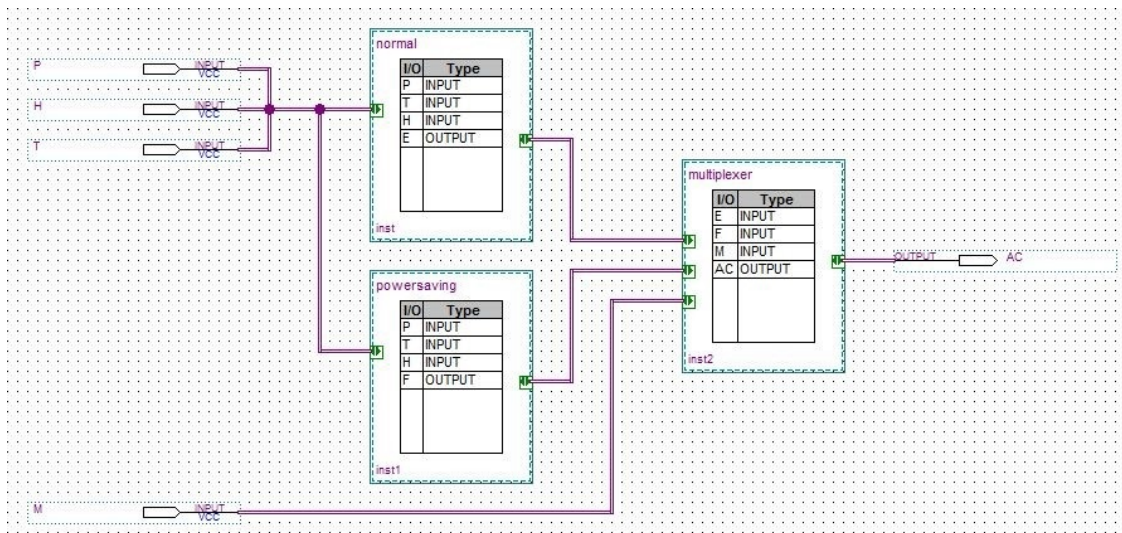 P
INPUT
VCC
H
INPUT
VCC
T
INPUT
VCC
normal
I/O Type
P INPUT
T INPUT
H INPUT
E OUTPUT
inst
powersaving
I/O Type
P INPUT
T INPUT
H INPUT
F OUTPUT
inst1
multiplexer
I/O Type
E INPUT
F INPUT
M INPUT
AC OUTPUT
inst2
OUTPUT AC
M
INPUT
VCC